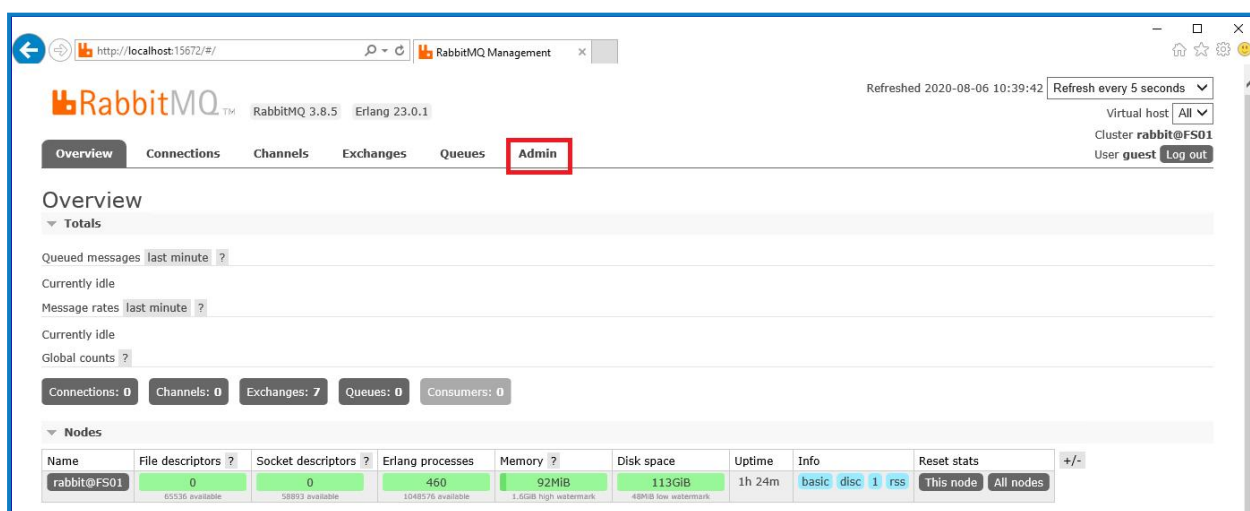 http://localhost:15672/#/ RabbitMQ Management
Refreshed 2020-08-06 10:39:42 Refresh every 5 seconds
RabbitMQ TM RabbitMQ 3.8.5 Erlang 23.0.1
Virtual host All
Cluster rabbit@FS01
User guest Log out
Overview Connections Channels Exchanges Queues Admin
Overview
Totals
Queued messages last minute ?
Currently idle
Message rates last minute ?
Currently idle
Global counts ?
Connections: 0 Channels: 0 Exchanges: 7 Queues: 0 Consumers: 0
Nodes
Name File descriptors ? Socket descriptors ? Erlang processes Memory ? Disk space Uptime Info Reset stats +/-
rabbit@FS01 0 0 460 92MiB 113GiB 1h 24m basic disc 1 rss This node All nodes
65536 available 58893 available 1048576 available 1.6GiB high watermark 48MiB low watermark